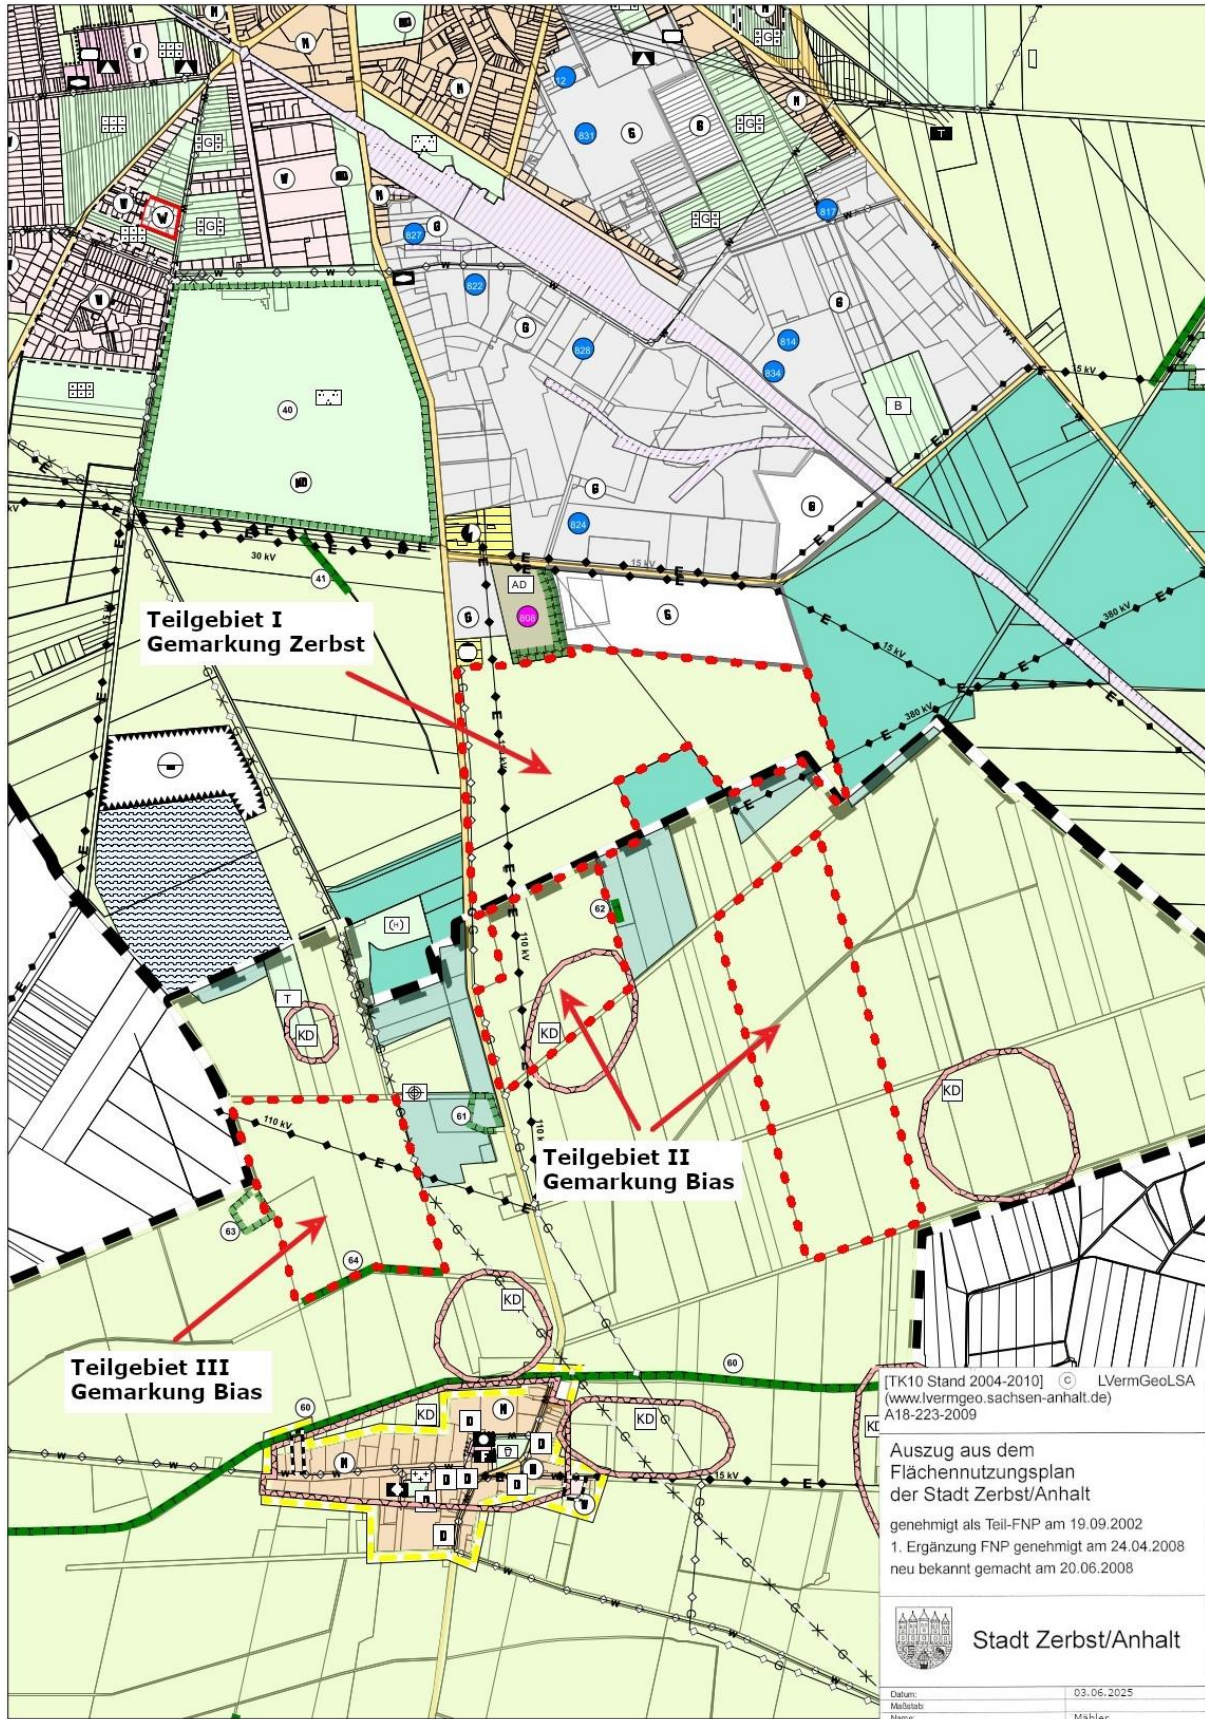 12
831
G
G
G
817
W
W
W
G
827
G
822
G
828
G
814
834
B
15 kV
40
ND
G
824
G
30 kV
41
15 kV
AD
808
G
G
380 kV
15 kV
380 kV
Teilgebiet I
Gemarkung Zerbst
(H)
62
110 kV
T
KD
KD
KD
61
110 kV
110 k
Teilgebiet II
Gemarkung Bias
63
64
KD
Teilgebiet III
Gemarkung Bias
60
60
KD
KD
15 kV
[TK10 Stand 2004-2010] © LVermGeoLSA
(www.lvermgeo.sachsen-anhalt.de)
A18-223-2009
Auszug aus dem
Flächennutzungsplan
der Stadt Zerbst/Anhalt
genehmigt als Teil-FNP am 19.09.2002
1. Ergänzung FNP genehmigt am 24.04.2008
neu bekannt gemacht am 20.06.2008
Stadt Zerbst/Anhalt
Datum: 03.06.2025
Maßstab:
Name: Mähler